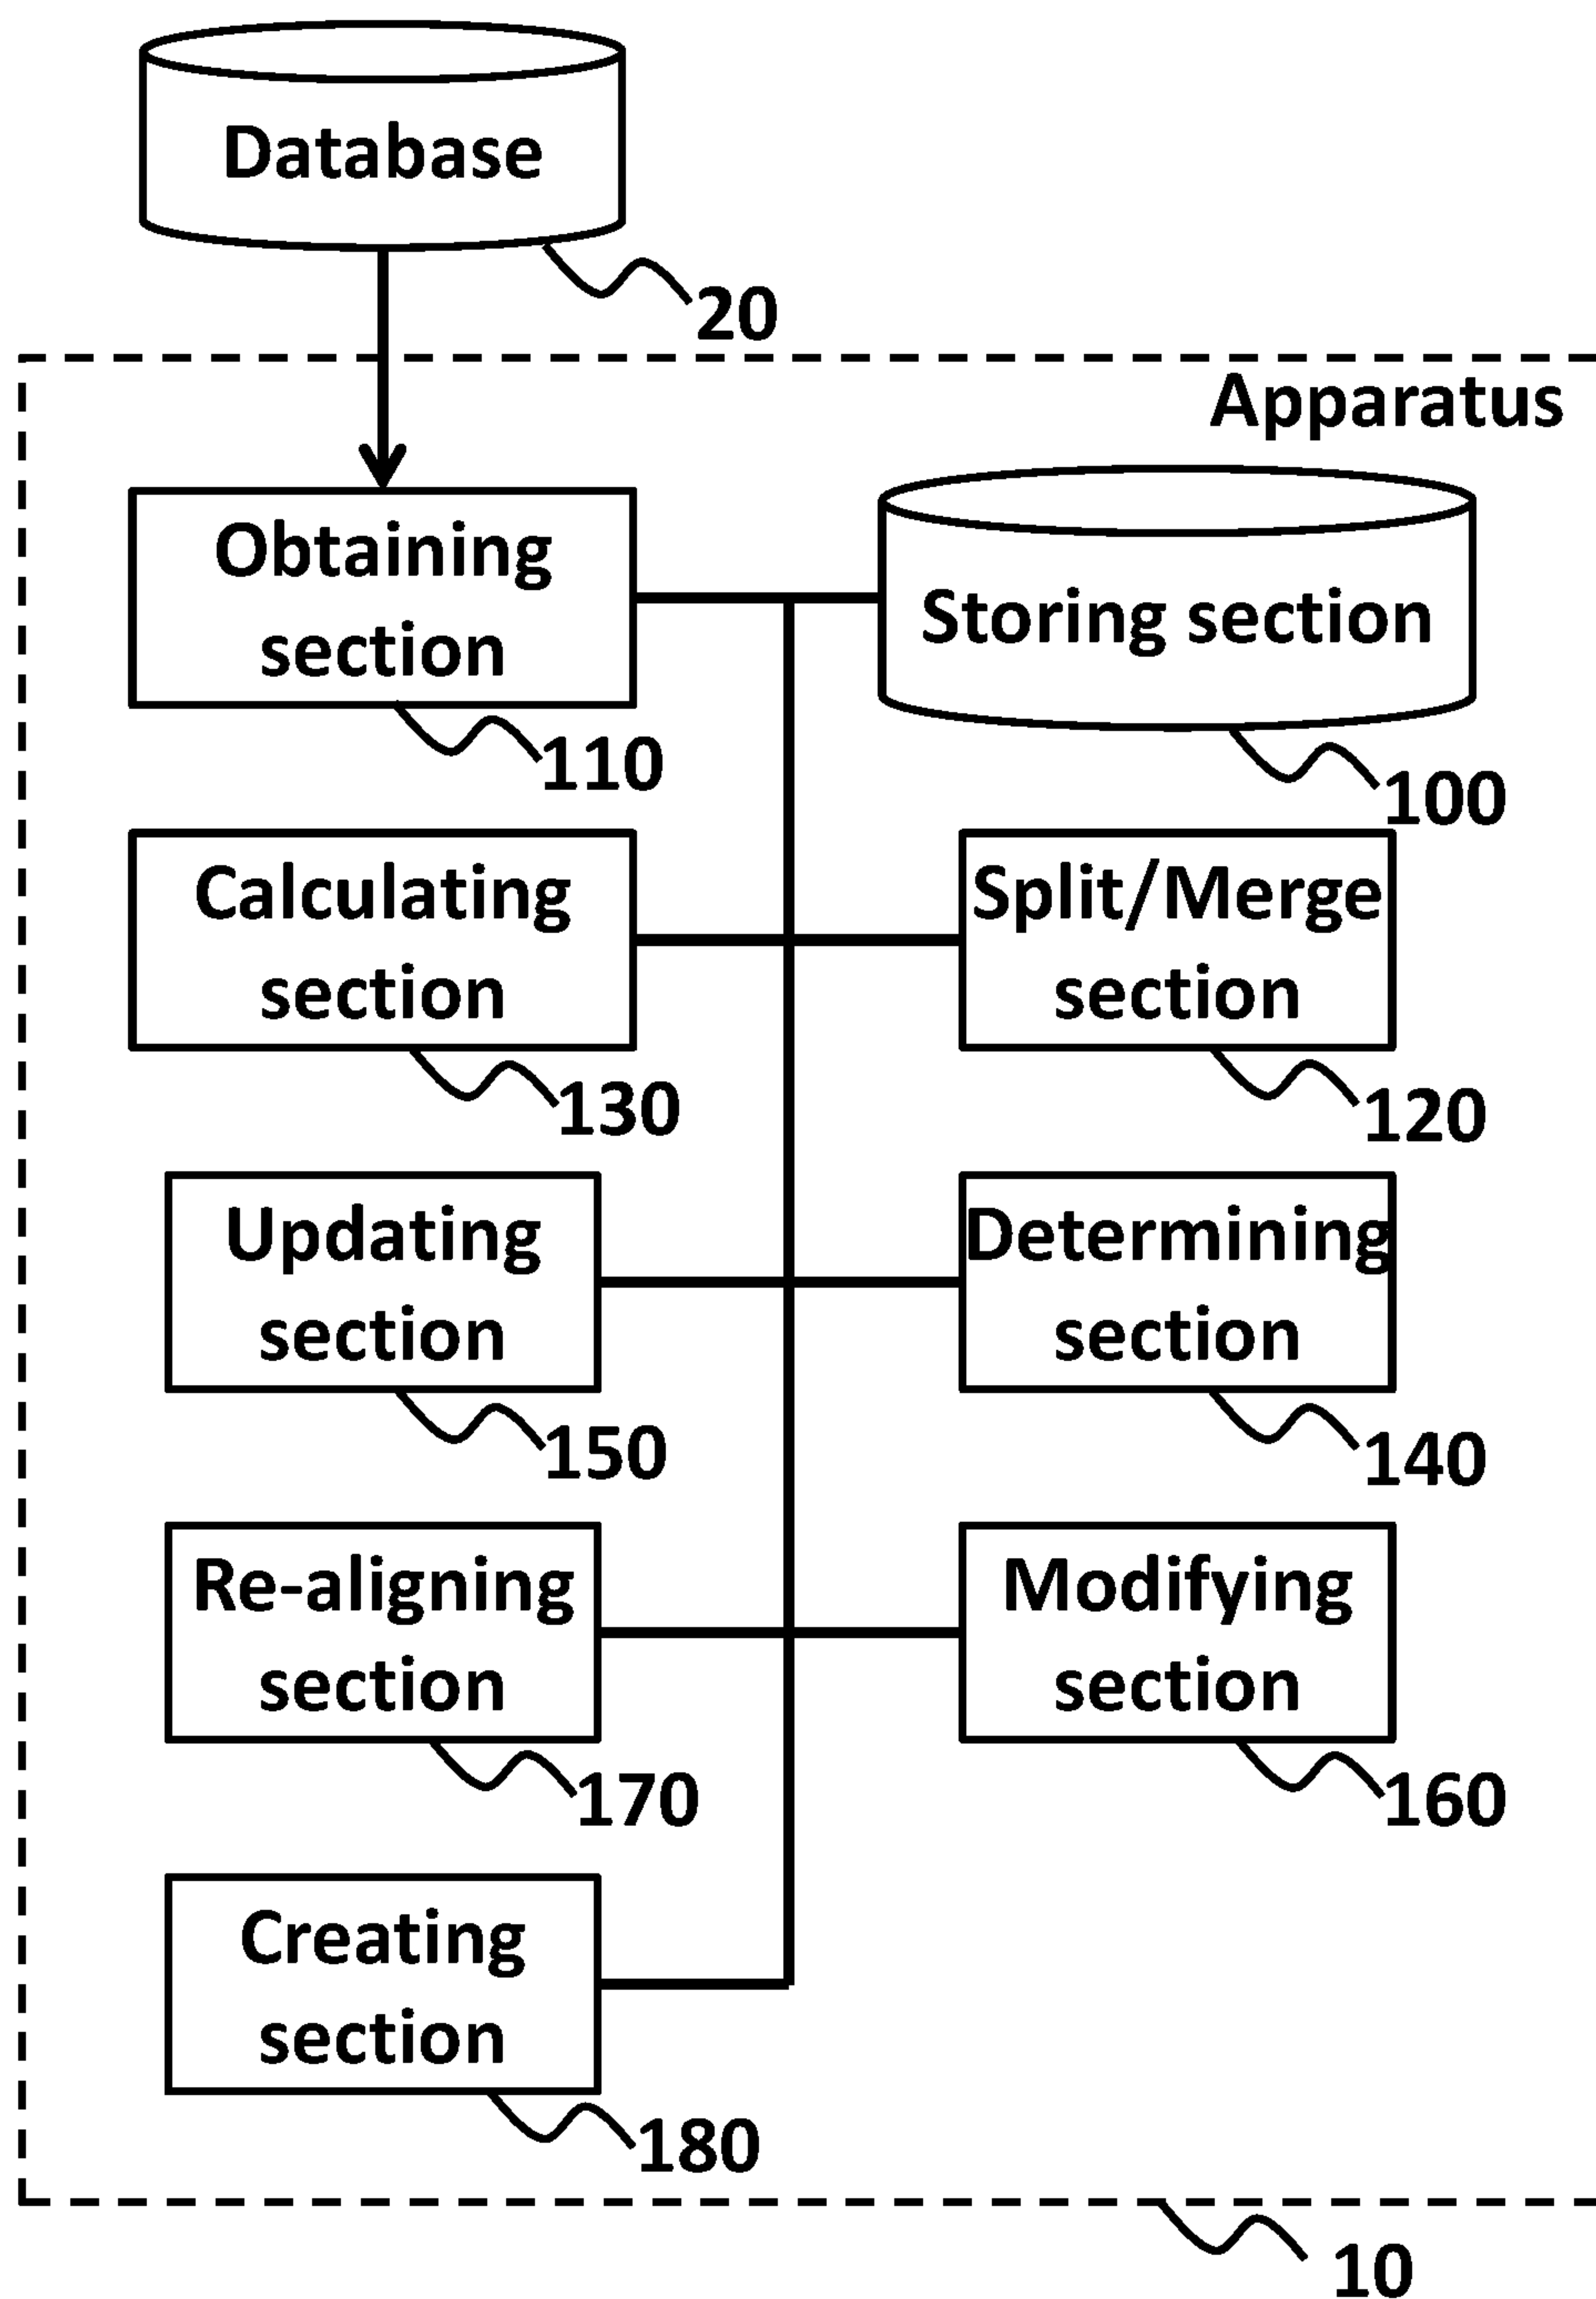 Database
20
Apparatus
Obtaining
section
110
Storing section
100
Calculating
section
130
Split/Merge
section
120
Updating
section
150
Determining
section
140
Re-aligning
section
170
Modifying
section
160
Creating
section
180
10